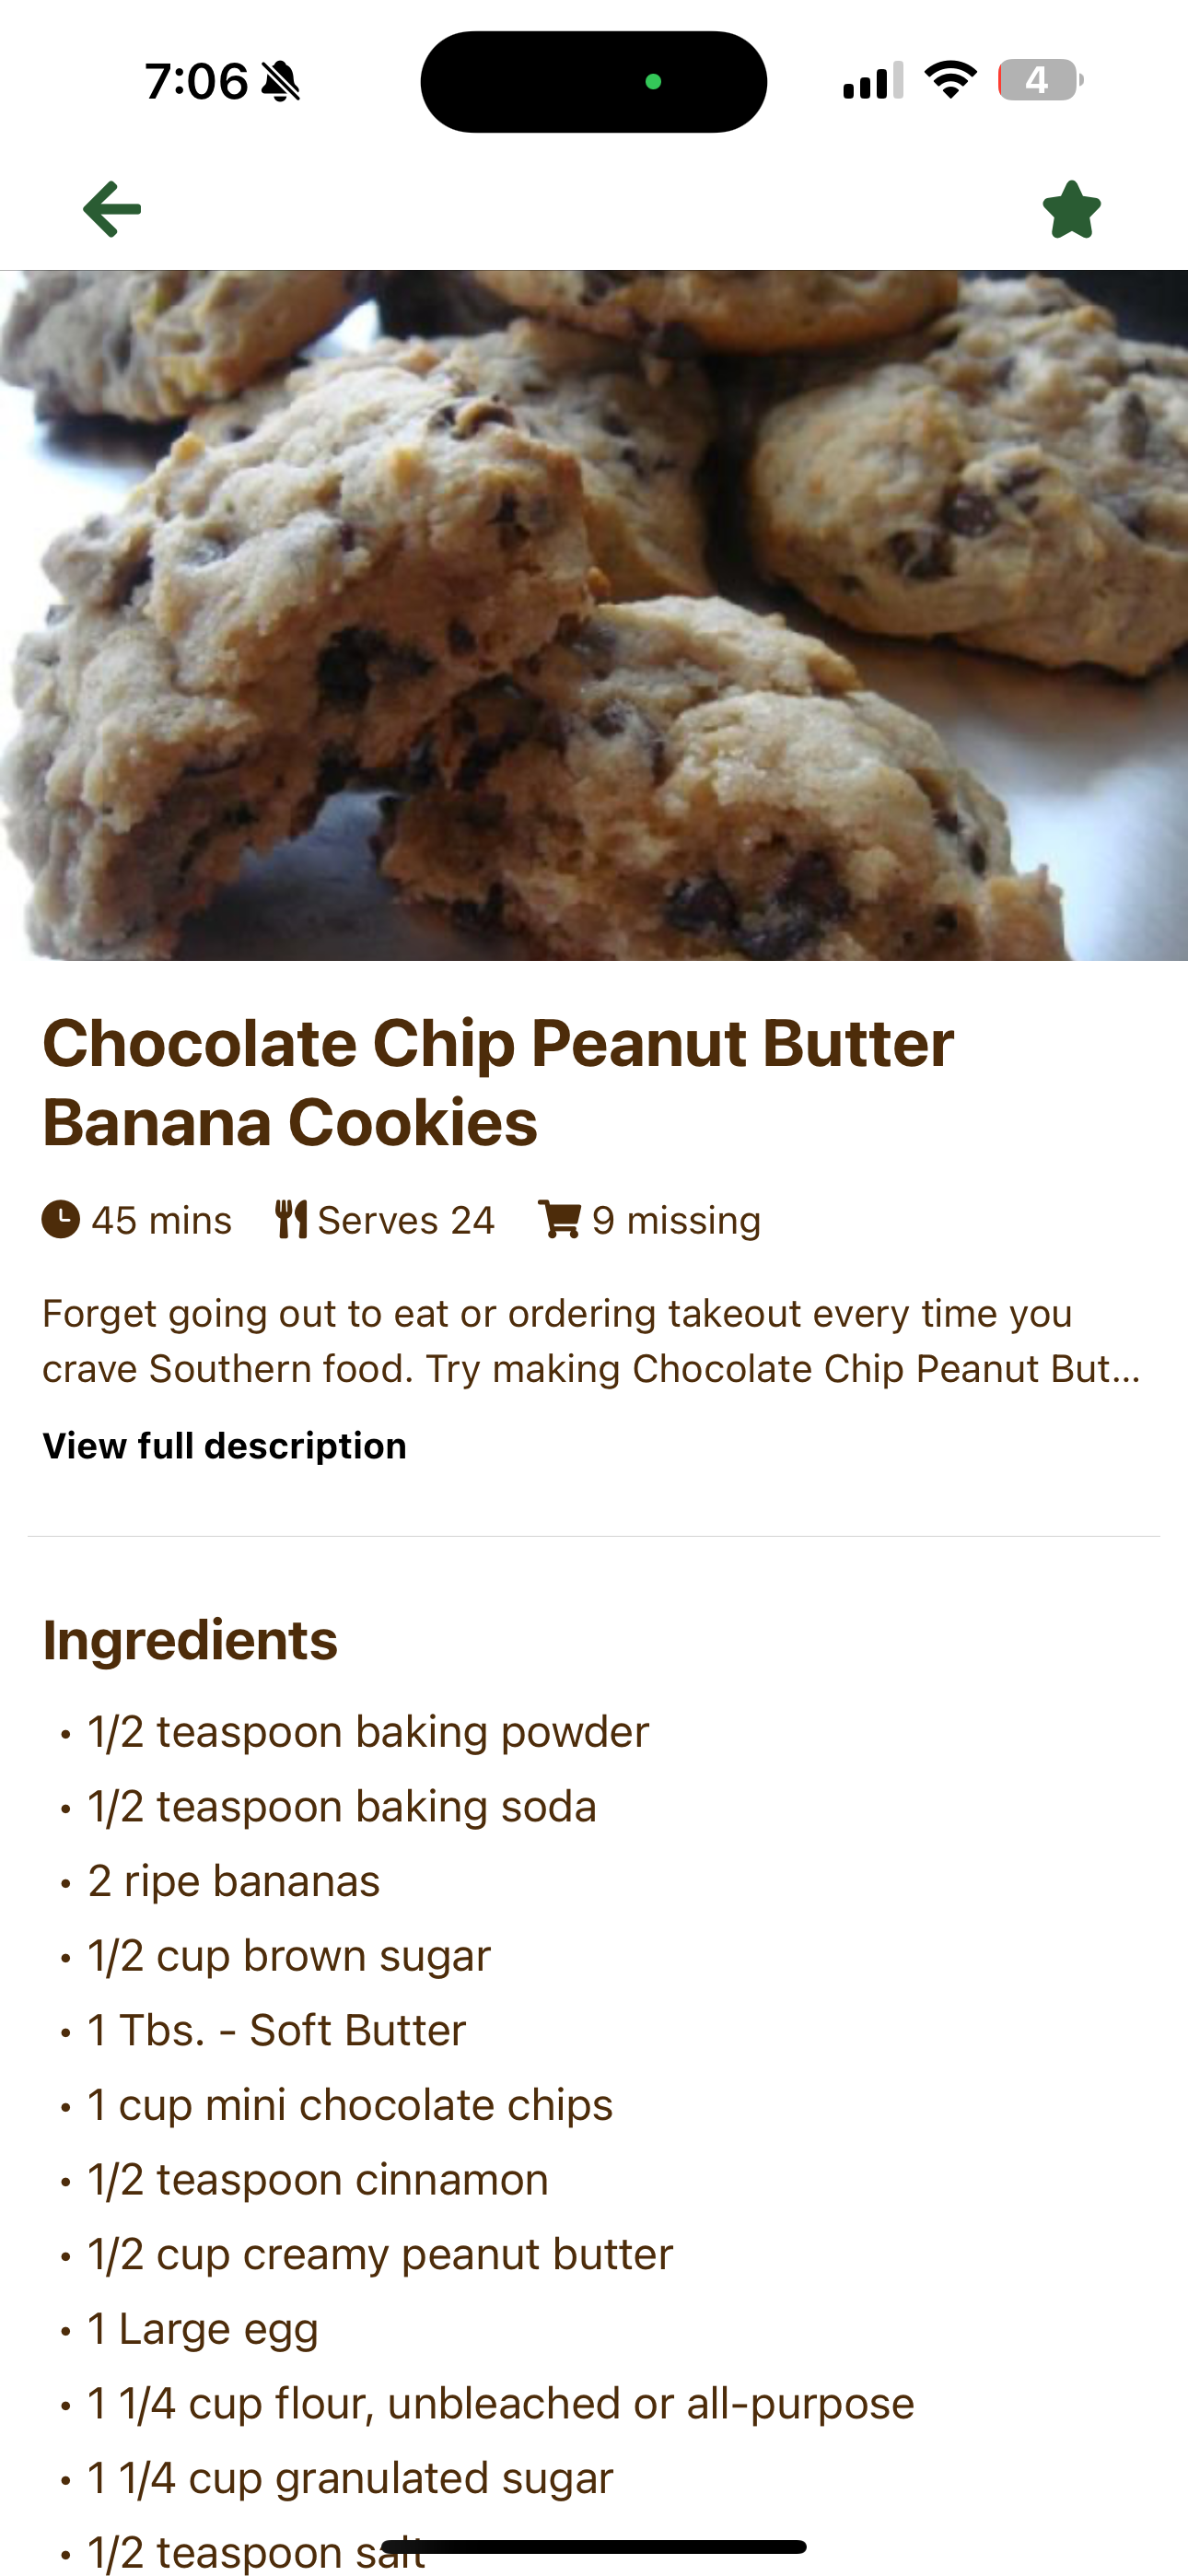 7:06
4
Chocolate Chip Peanut Butter
Banana Cookies
45 mins Serves 24 9 missing
Forget going out to eat or ordering takeout every time you
crave Southern food. Try making Chocolate Chip Peanut But...
View full description
Ingredients
• 1/2 teaspoon baking powder
• 1/2 teaspoon baking soda
• 2 ripe bananas
• 1/2 cup brown sugar
• 1 Tbs. - Soft Butter
• 1 cup mini chocolate chips
• 1/2 teaspoon cinnamon
• 1/2 cup creamy peanut butter
• 1 Large egg
• 1 1/4 cup flour, unbleached or all-purpose
• 1 1/4 cup granulated sugar
• 1/2 teaspoon salt